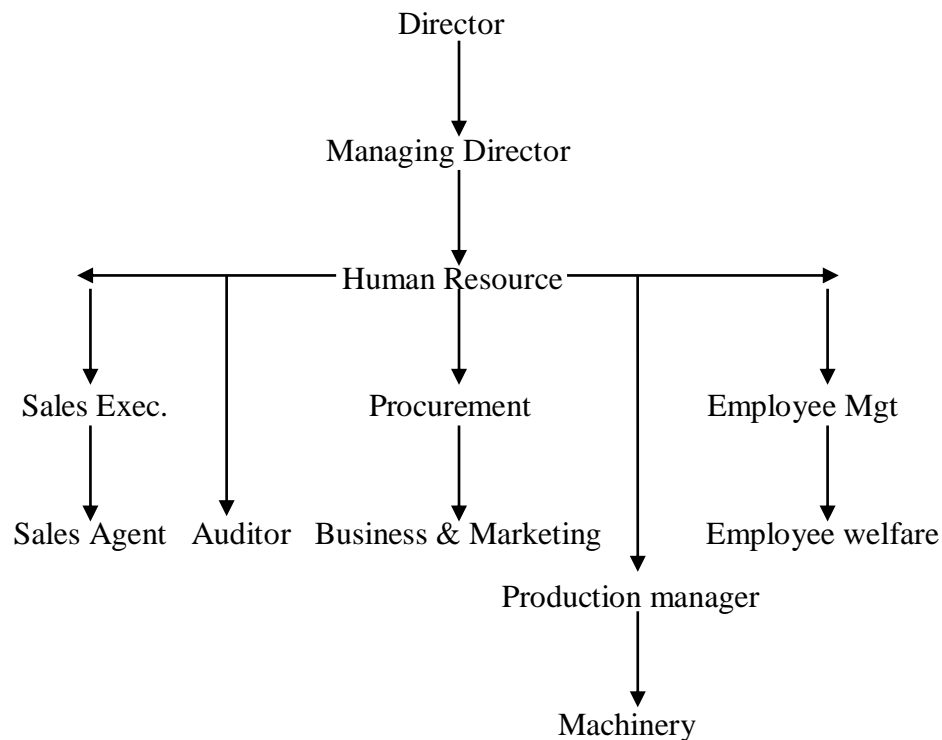 Director
Managing Director
Human Resource
Sales Exec.
Procurement
Employee Mgt
Sales Agent
Auditor
Business & Marketing
Employee welfare
Production manager
Machinery